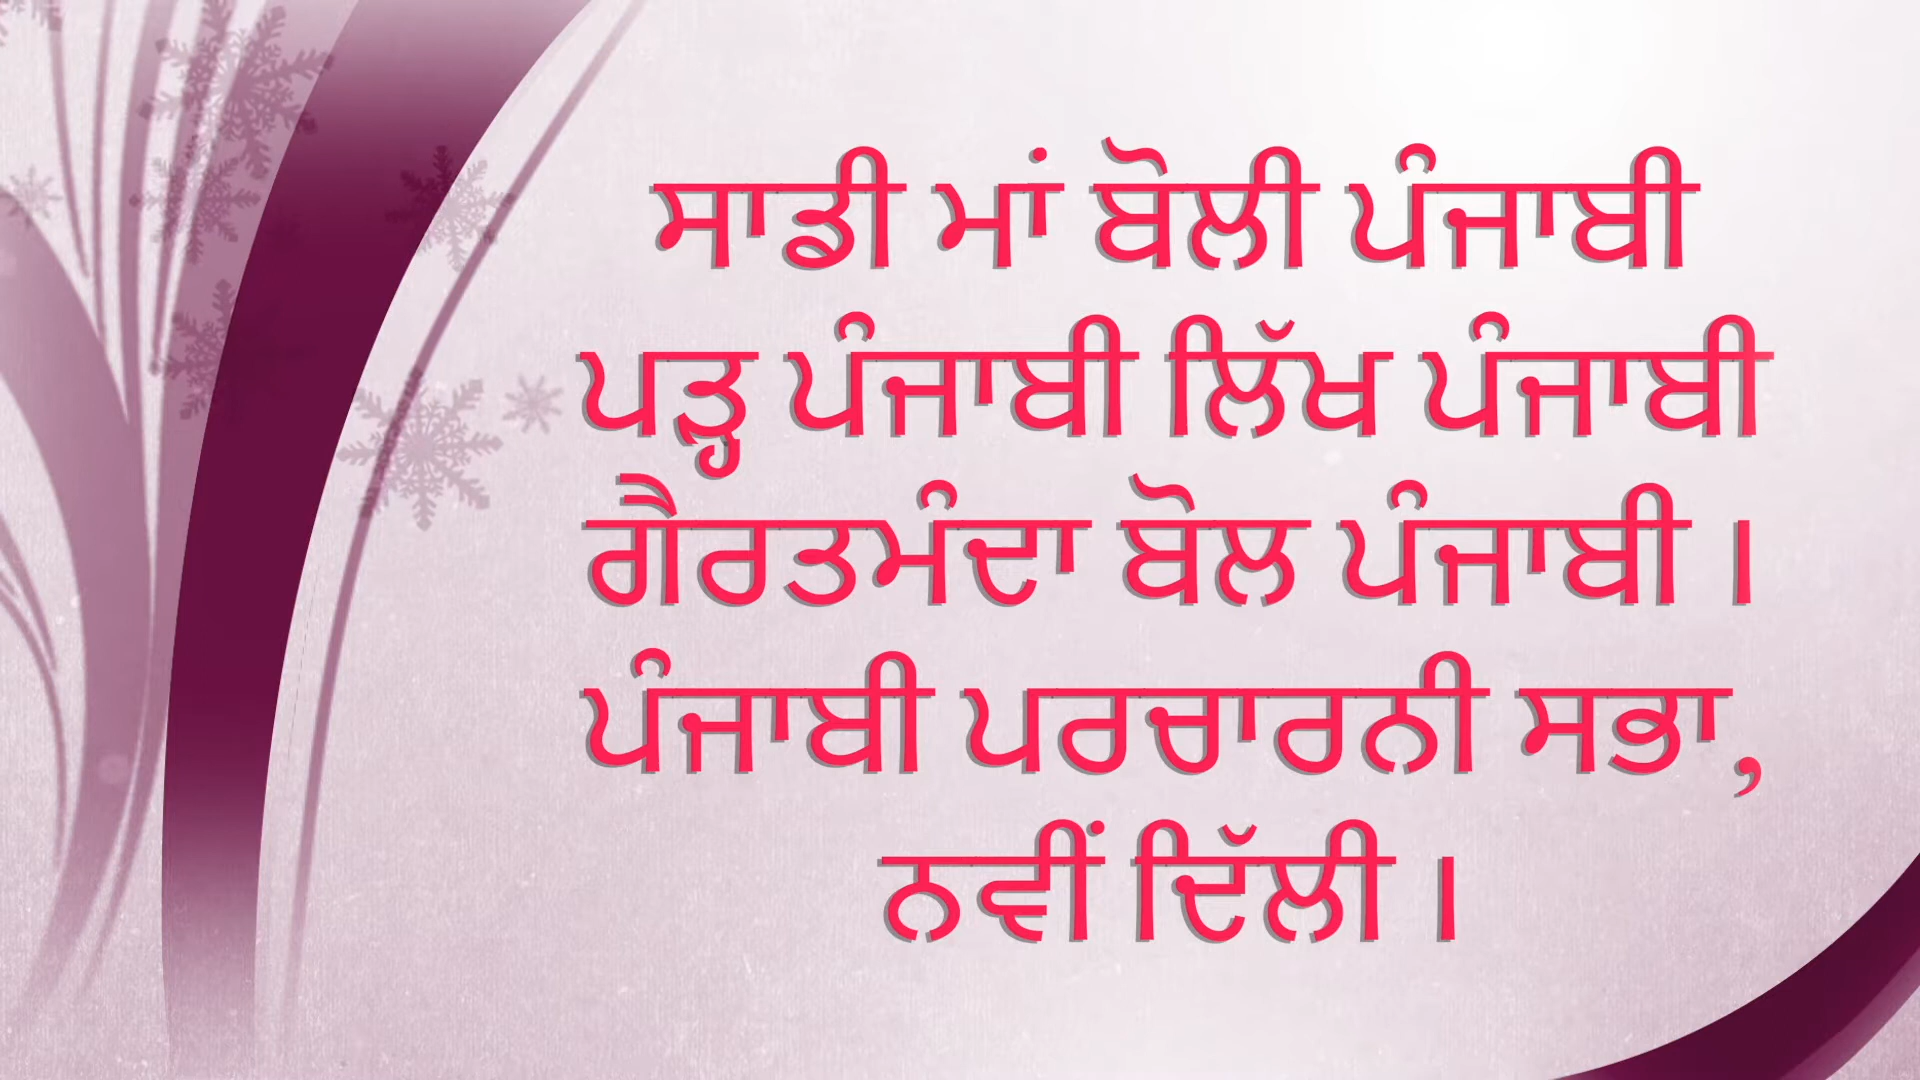 ਸਾਡੀ ਮਾਂ ਬੋਲੀ ਪੰਜਾਬੀ
ਪੜ੍ਹ ਪੰਜਾਬੀ ਲਿੱਖ ਪੰਜਾਬੀ
ਗੈਰਤਮੰਦਾ ਬੋਲ ਪੰਜਾਬੀ ।
ਪੰਜਾਬੀ ਪਰਚਾਰਨੀ ਸਭਾ,
ਨਵੀਂ ਦਿੱਲੀ ।